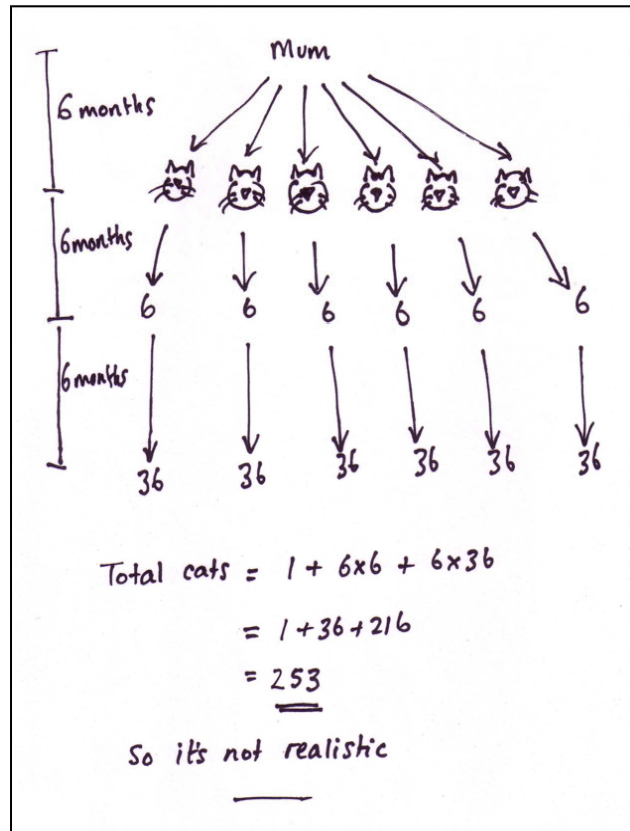 Mum
6 months
6 months
6 6 6 6 6 6
6 months
36 36 36 36 36 36
Total cats = 1 + 6x6 + 6x36
= 1 + 36 + 216
= 253
So it's not realistic